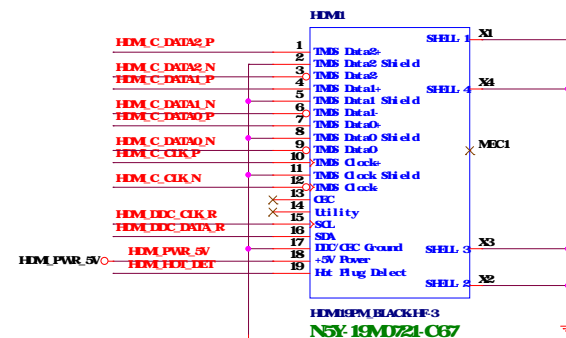 HDMI1
HDMI_C_DATA2_P 1 TMDS Data2+ SHELL 1 X1
2 TMDS Data2 Shield
HDMI_C_DATA2_N 3 TMDS Data2-
HDMI_C_DATA1_P 4 TMDS Data1+ SHELL 4 X4
5 TMDS Data1 Shield
HDMI_C_DATA1_N 6 TMDS Data1-
HDMI_C_DATA0_P 7 TMDS Data0+
8 TMDS Data0 Shield
HDMI_C_DATA0_N 9 TMDS Data0- MEC1
HDMI_C_CLK_P 10 TMDS Clock+
11 TMDS Clock Shield
HDMI_C_CLK_N 12 TMDS Clock-
13 CEC
14 Utility
HDMI_DDC_CLK_R 15 SCL
HDMI_DDC_DATA_R 16 SDA
17 DDC/CEC Ground SHELL 3 X3
HDMI_PWR_5V HDMI_PWR_5V 18 +5V Power
HDMI_HOT_DET 19 Hot Plug Delect
SHELL 2 X2
HDMI19PM_BLACK-HF-3
N5Y-19M0721-C67